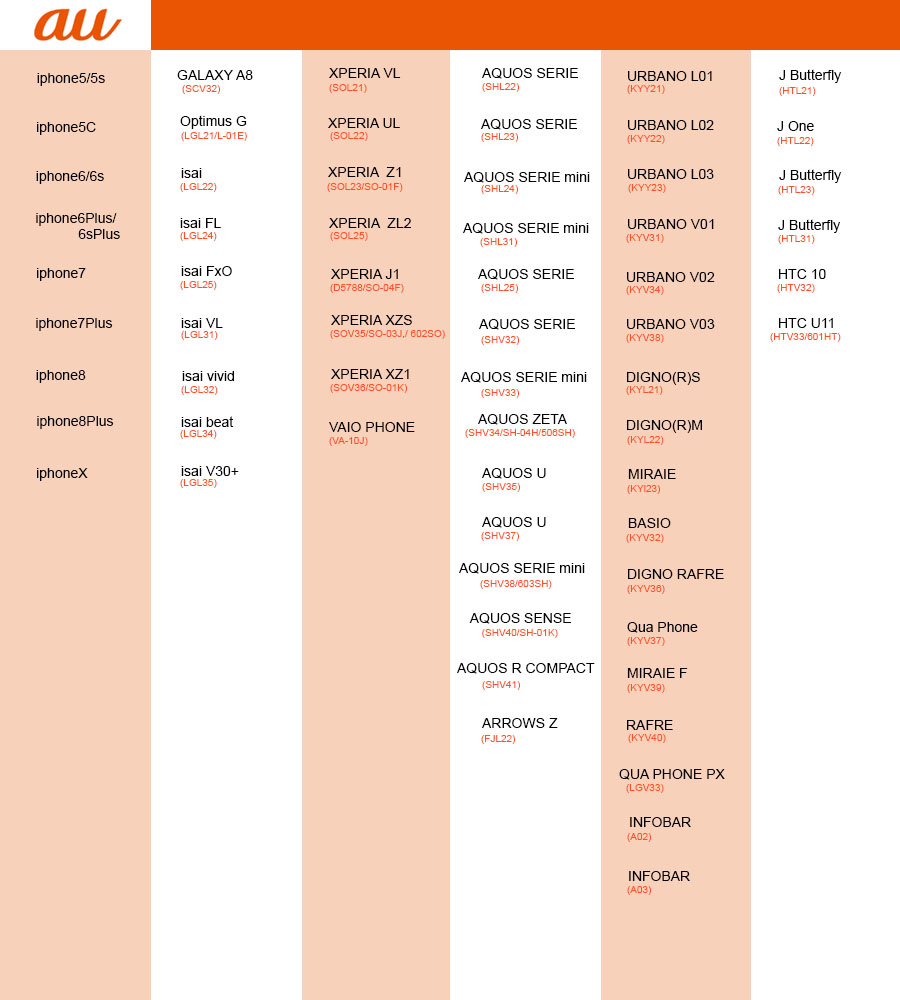 au
iphone5/5s
iphone5C
iphone6/6s
iphone6Plus/
6sPlus
iphone7
iphone7Plus
iphone8
iphone8Plus
iphoneX
GALAXY A8
(SCV32)
Optimus G
(LGL21/L-01E)
isai
(LGL22)
isai FL
(LGL24)
isai FxO
(LGL25)
isai VL
(LGL31)
isai vivid
(LGL32)
isai beat
(LGL34)
isai V30+
(LGL35)
XPERIA VL
(SOL21)
XPERIA UL
(SOL22)
XPERIA Z1
(SOL23/SO-01F)
XPERIA ZL2
(SOL25)
XPERIA J1
(D5788/SO-04F)
XPERIA XZS
(SOV35/SO-03J,/ 602SO)
XPERIA XZ1
(SOV36/SO-01K)
VAIO PHONE
(VA-10J)
AQUOS SERIE
(SHL22)
AQUOS SERIE
(SHL23)
AQUOS SERIE mini
(SHL24)
AQUOS SERIE mini
(SHL31)
AQUOS SERIE
(SHL25)
AQUOS SERIE
(SHV32)
AQUOS SERIE mini
(SHV33)
AQUOS ZETA
(SHV34/SH-04H/506SH)
AQUOS U
(SHV35)
AQUOS U
(SHV37)
AQUOS SERIE mini
(SHV38/603SH)
AQUOS SENSE
(SHV40/SH-01K)
AQUOS R COMPACT
(SHV41)
ARROWS Z
(FJL22)
URBANO L01
(KYY21)
URBANO L02
(KYY22)
URBANO L03
(KYY23)
URBANO V01
(KYV31)
URBANO V02
(KYV34)
URBANO V03
(KYV38)
DIGNO(R)S
(KYL21)
DIGNO(R)M
(KYL22)
MIRAIE
(KYI23)
BASIO
(KYV32)
DIGNO RAFRE
(KYV36)
Qua Phone
(KYV37)
MIRAIE F
(KYV39)
RAFRE
(KYV40)
QUA PHONE PX
(LGV33)
INFOBAR
(A02)
INFOBAR
(A03)
J Butterfly
(HTL21)
J One
(HTL22)
J Butterfly
(HTL23)
J Butterfly
(HTL31)
HTC 10
(HTV32)
HTC U11
(HTV33/601HT)